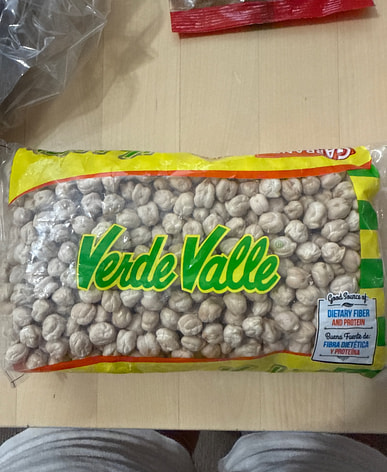 Verde Valle
Good Source of
DIETARY FIBER
AND PROTEIN
Buena Fuente de:
FIBRA DIETÉTICA
Y PROTEÍNA